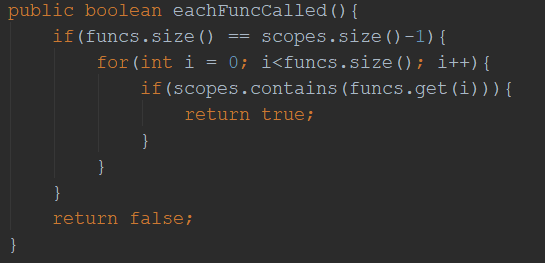 public boolean eachFuncCalled(){
    if(funcs.size() == scopes.size()-1){
        for(int i = 0; i<funcs.size(); i++){
            if(scopes.contains(funcs.get(i))){
                return true;
            }
        }
    }
    return false;
}